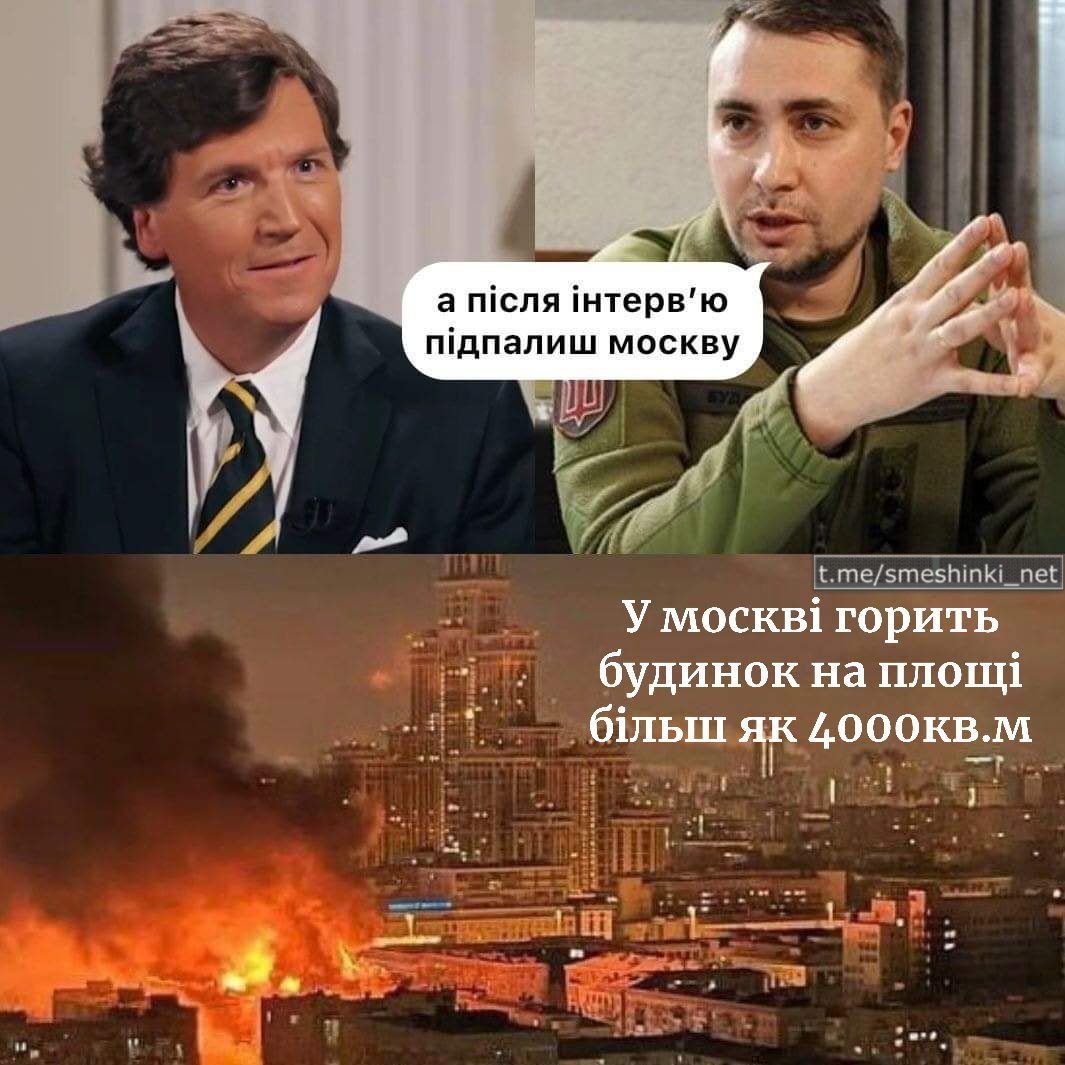 а після інтерв’ю
підпалиш москву
t.me/smeshinki_net
У москві горить
будинок на площі
більш як 4000кв.м